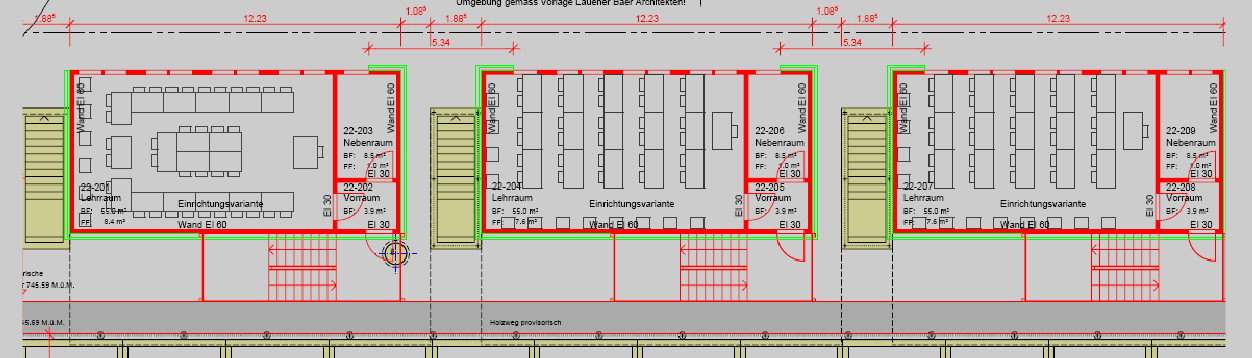 Umgebung gemäss Vorlage Lauener Baer Architekten!
1.88⁵ 12.23 1.08⁵ 1.88⁵ 12.23 1.08⁵ 1.88⁵ 12.23
5.34 5.34
Wand EI 60
Wand EI 60
22-203
Nebenraum
BF: 8.5 m²
FF: 1.0 m²
EI 30
22-201
Lehrraum
BF: 55.0 m²
FF: 8.4 m²
Einrichtungsvariante
Wand EI 60
EI 30
22-202
Vorraum
BF: 3.9 m²
EI 30
Wand EI 60
Wand EI 60
22-206
Nebenraum
BF: 8.5 m²
FF: 1.0 m²
EI 30
22-204
Lehrraum
BF: 55.0 m²
FF: 7.6 m²
Einrichtungsvariante
Wand EI 60
EI 30
22-205
Vorraum
BF: 3.9 m²
EI 30
Wand EI 60
Wand EI 60
22-209
Nebenraum
BF: 8.5 m²
FF: 1.0 m²
EI 30
22-207
Lehrraum
BF: 55.0 m²
FF: 7.6 m²
Einrichtungsvariante
Wand EI 60
EI 30
22-208
Vorraum
BF: 3.9 m²
EI 30
rische
r 745.59 M.ü.M.
45.69 M.ü.M.
Holzweg provisorisch